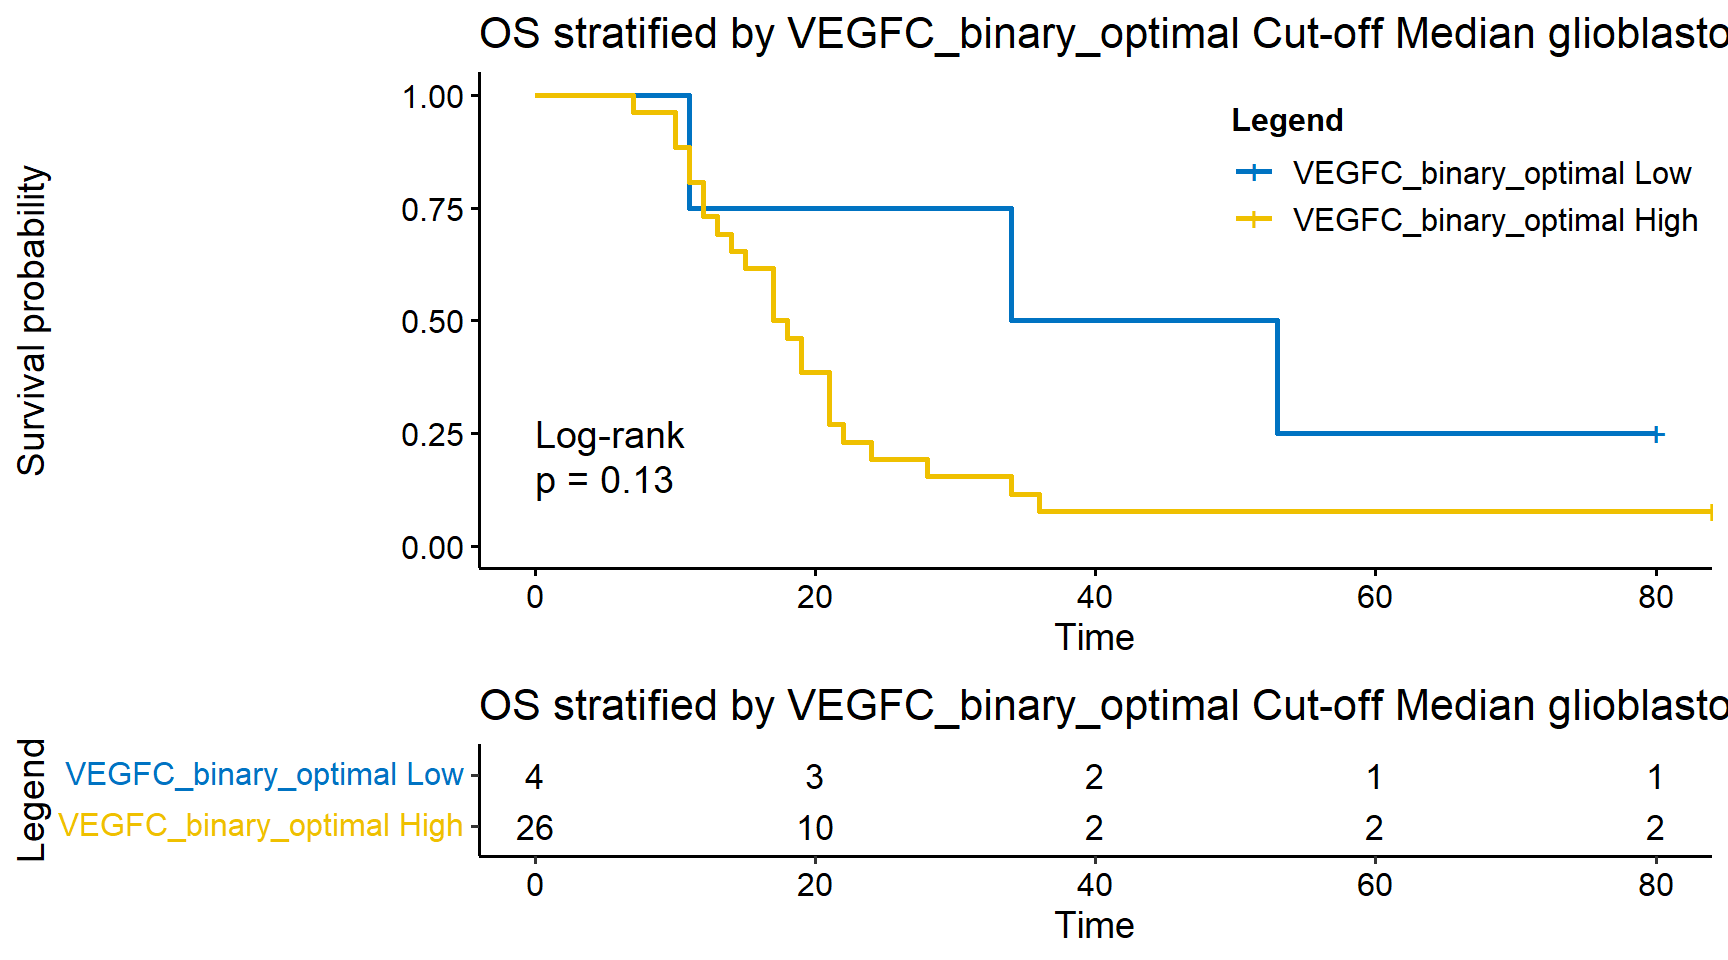 OS stratified by VEGFC_binary_optimal Cut-off Median glioblasto
Survival probability
1.00
0.75
0.50
0.25
0.00
Legend
VEGFC_binary_optimal Low
VEGFC_binary_optimal High
Log-rank
p = 0.13
0 20 40 60 80
Time
OS stratified by VEGFC_binary_optimal Cut-off Median glioblasto
Legend
VEGFC_binary_optimal Low 4 3 2 1 1
VEGFC_binary_optimal High 26 10 2 2 2
0 20 40 60 80
Time